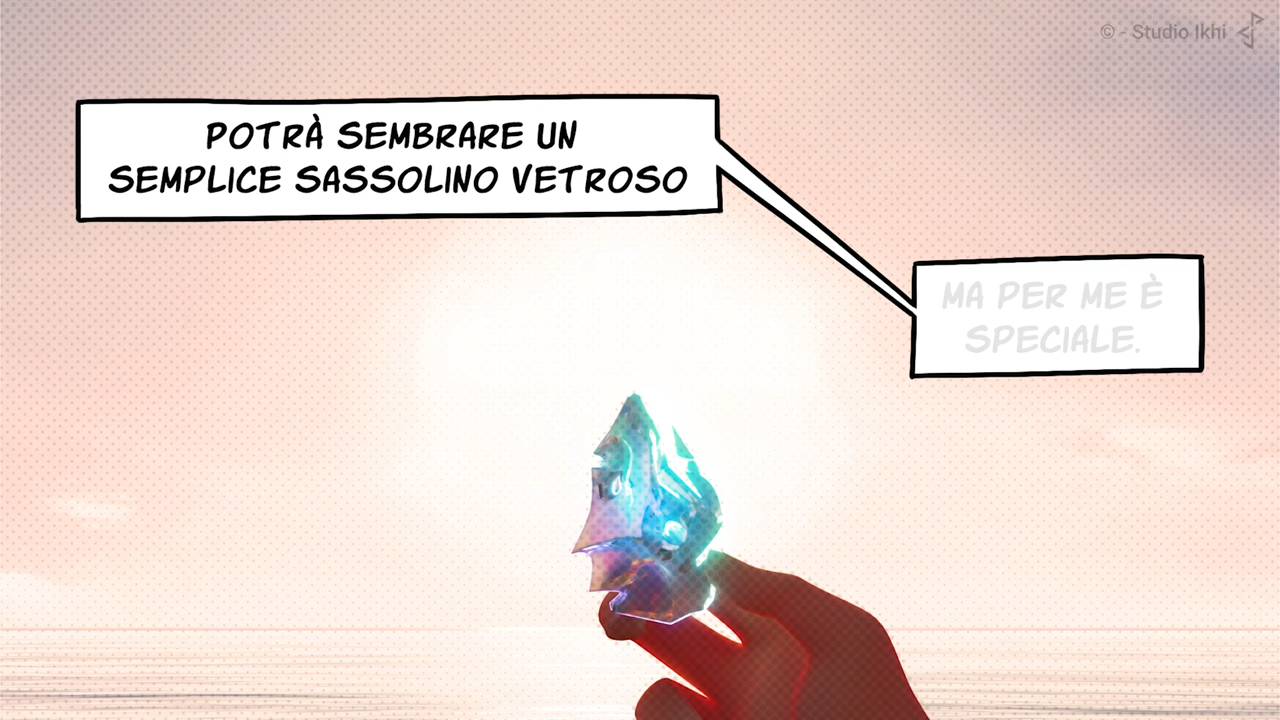 © - Studio Ikhi
POTRÀ SEMBRARE UN
SEMPLICE SASSOLINO VETROSO
MA PER ME È
SPECIALE.